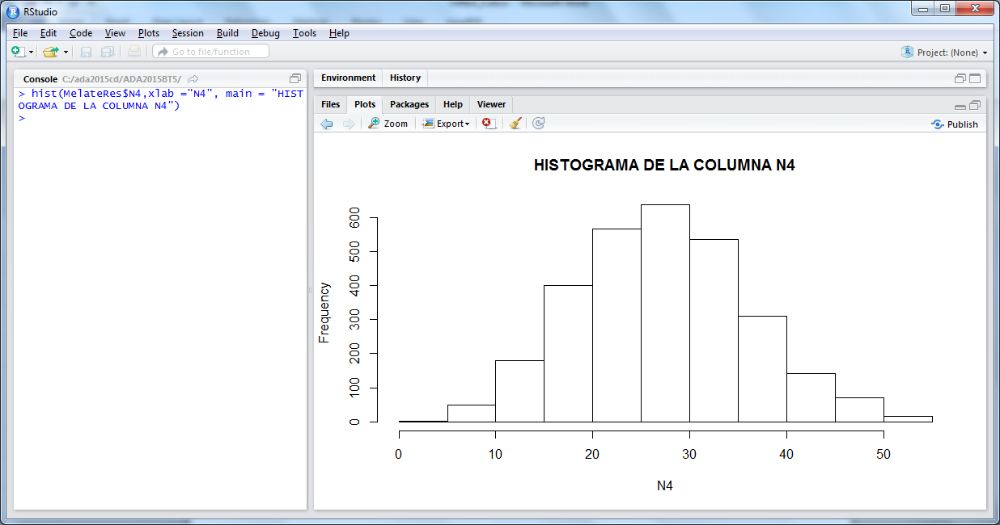 RStudio
File Edit Code View Plots Session Build Debug Tools Help
Go to file/function
Project: (None)
Console C:/ada2015cd/ADA2015BT5/
> hist(MelateRes$N4,xlab ="N4", main = "HIST
OGRAMA DE LA COLUMNA N4")
>
Environment History
Files Plots Packages Help Viewer
Zoom Export Publish
HISTOGRAMA DE LA COLUMNA N4
Frequency
600
500
400
300
200
100
0
0 10 20 30 40 50
N4